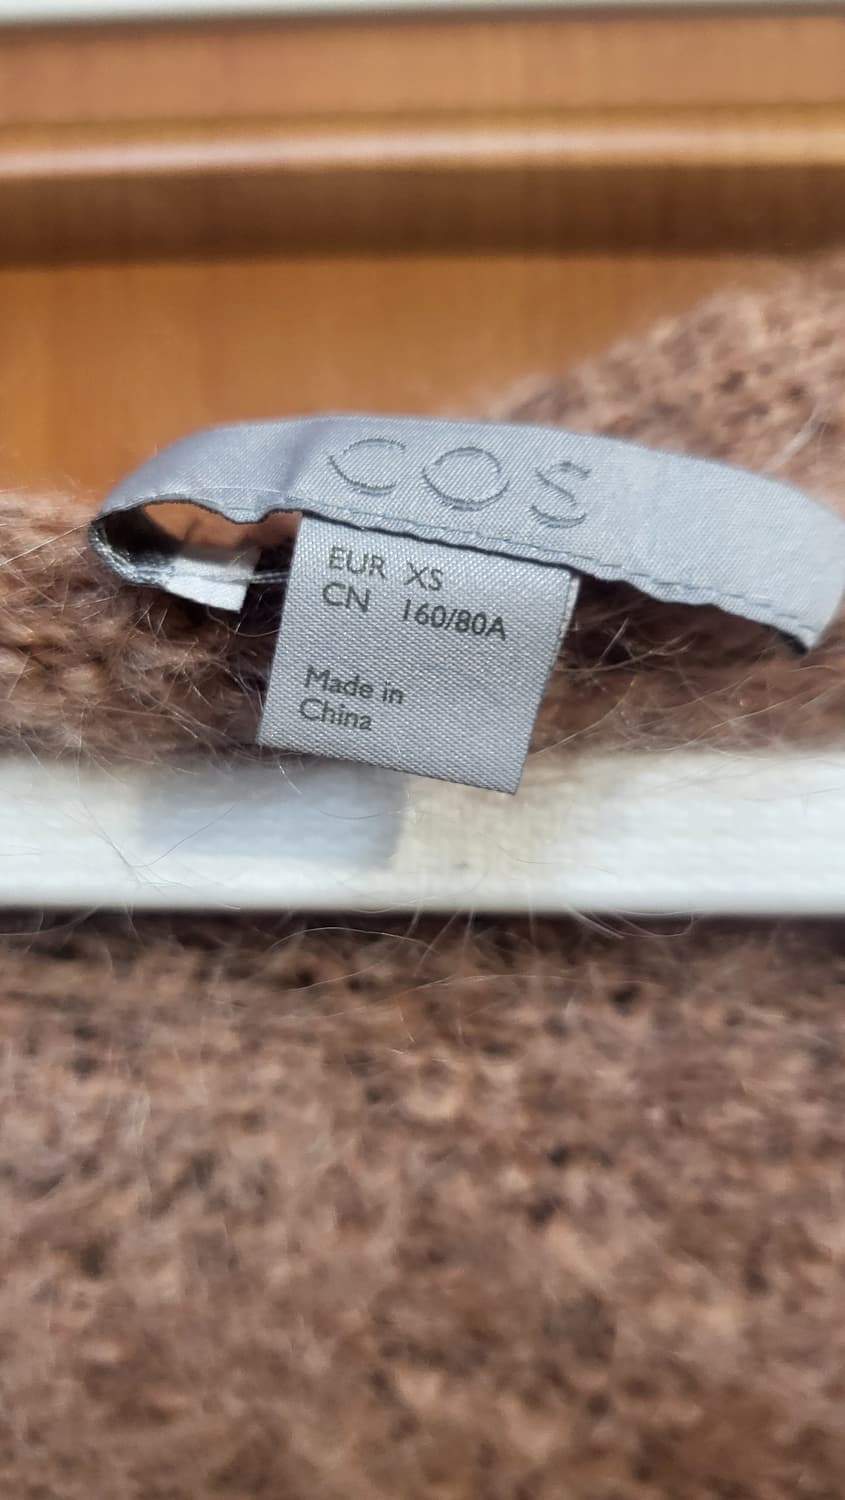 COS
EUR XS
CN 160/80A
Made in
China